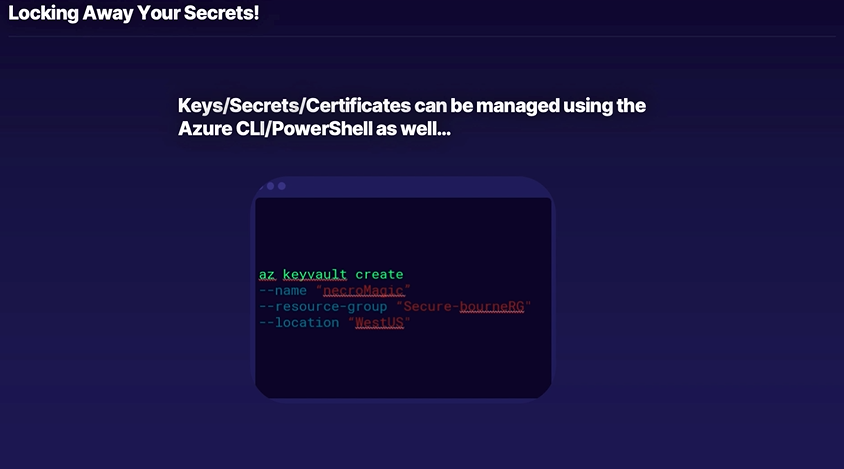 Locking Away Your Secrets!
Keys/Secrets/Certificates can be managed using the
Azure CLI/PowerShell as well...
az keyvault create
--name “necroMagic”
--resource-group “Secure-bourneRG”
--location “WestUS”